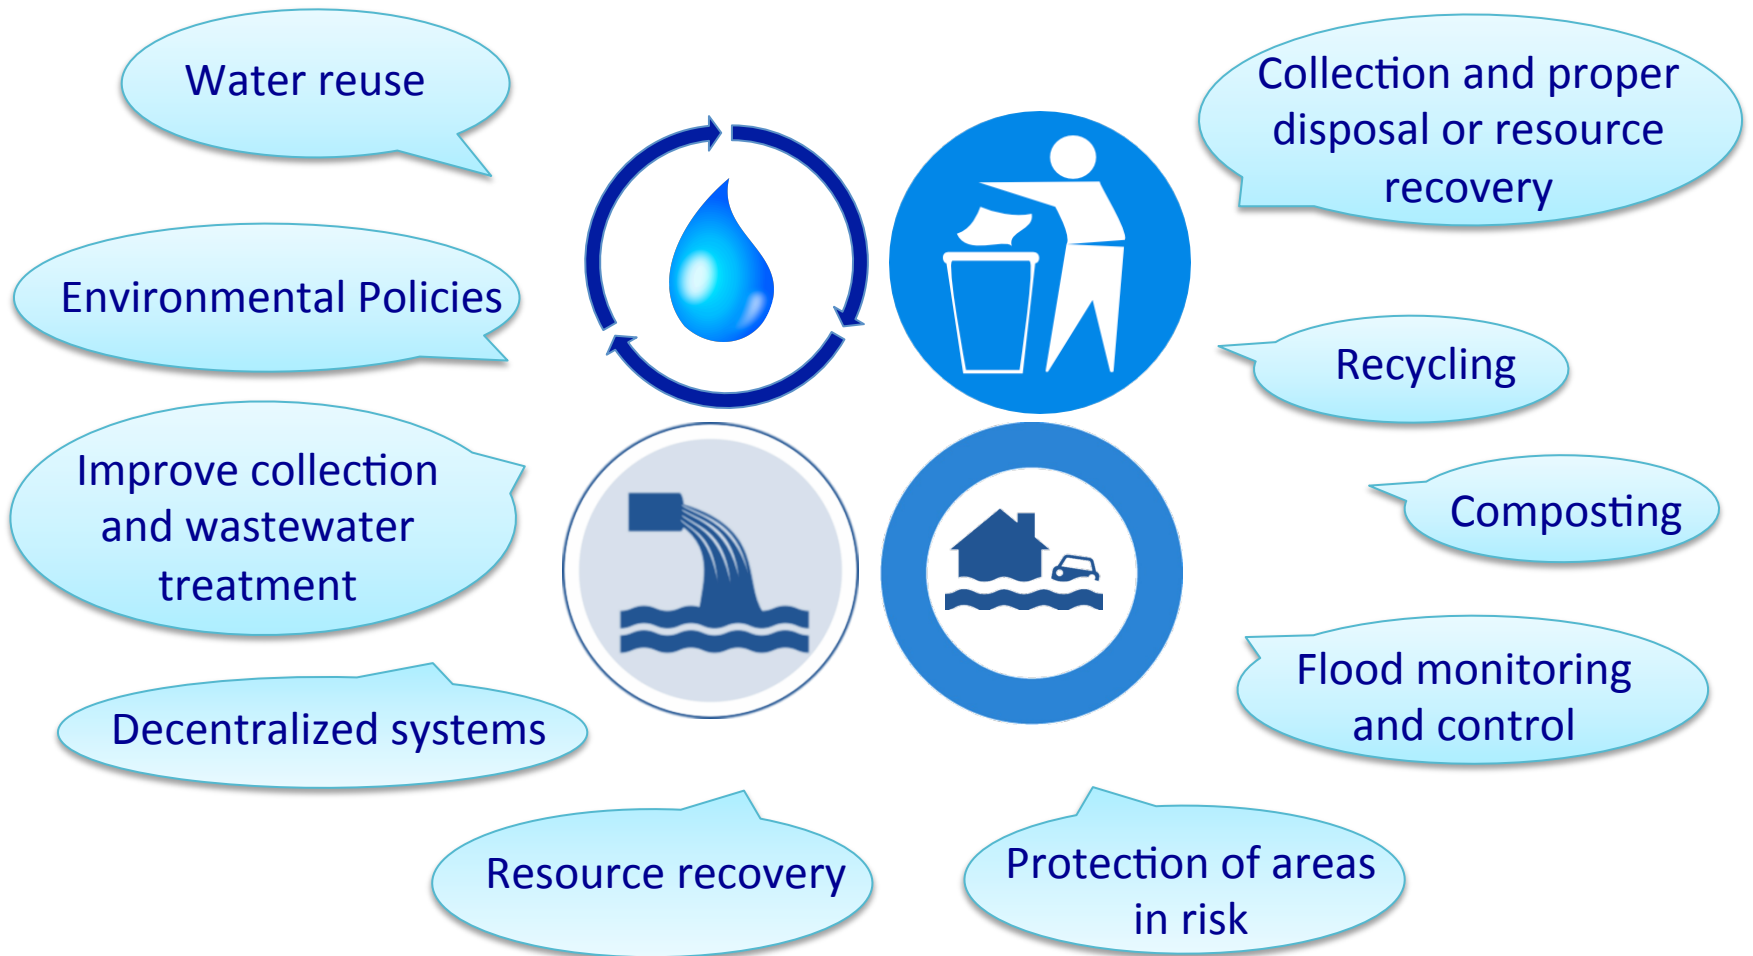 Water reuse
Collection and proper
disposal or resource
recovery
Environmental Policies
Recycling
Improve collection
and wastewater
treatment
Composting
Flood monitoring
and control
Decentralized systems
Resource recovery
Protection of areas
in risk